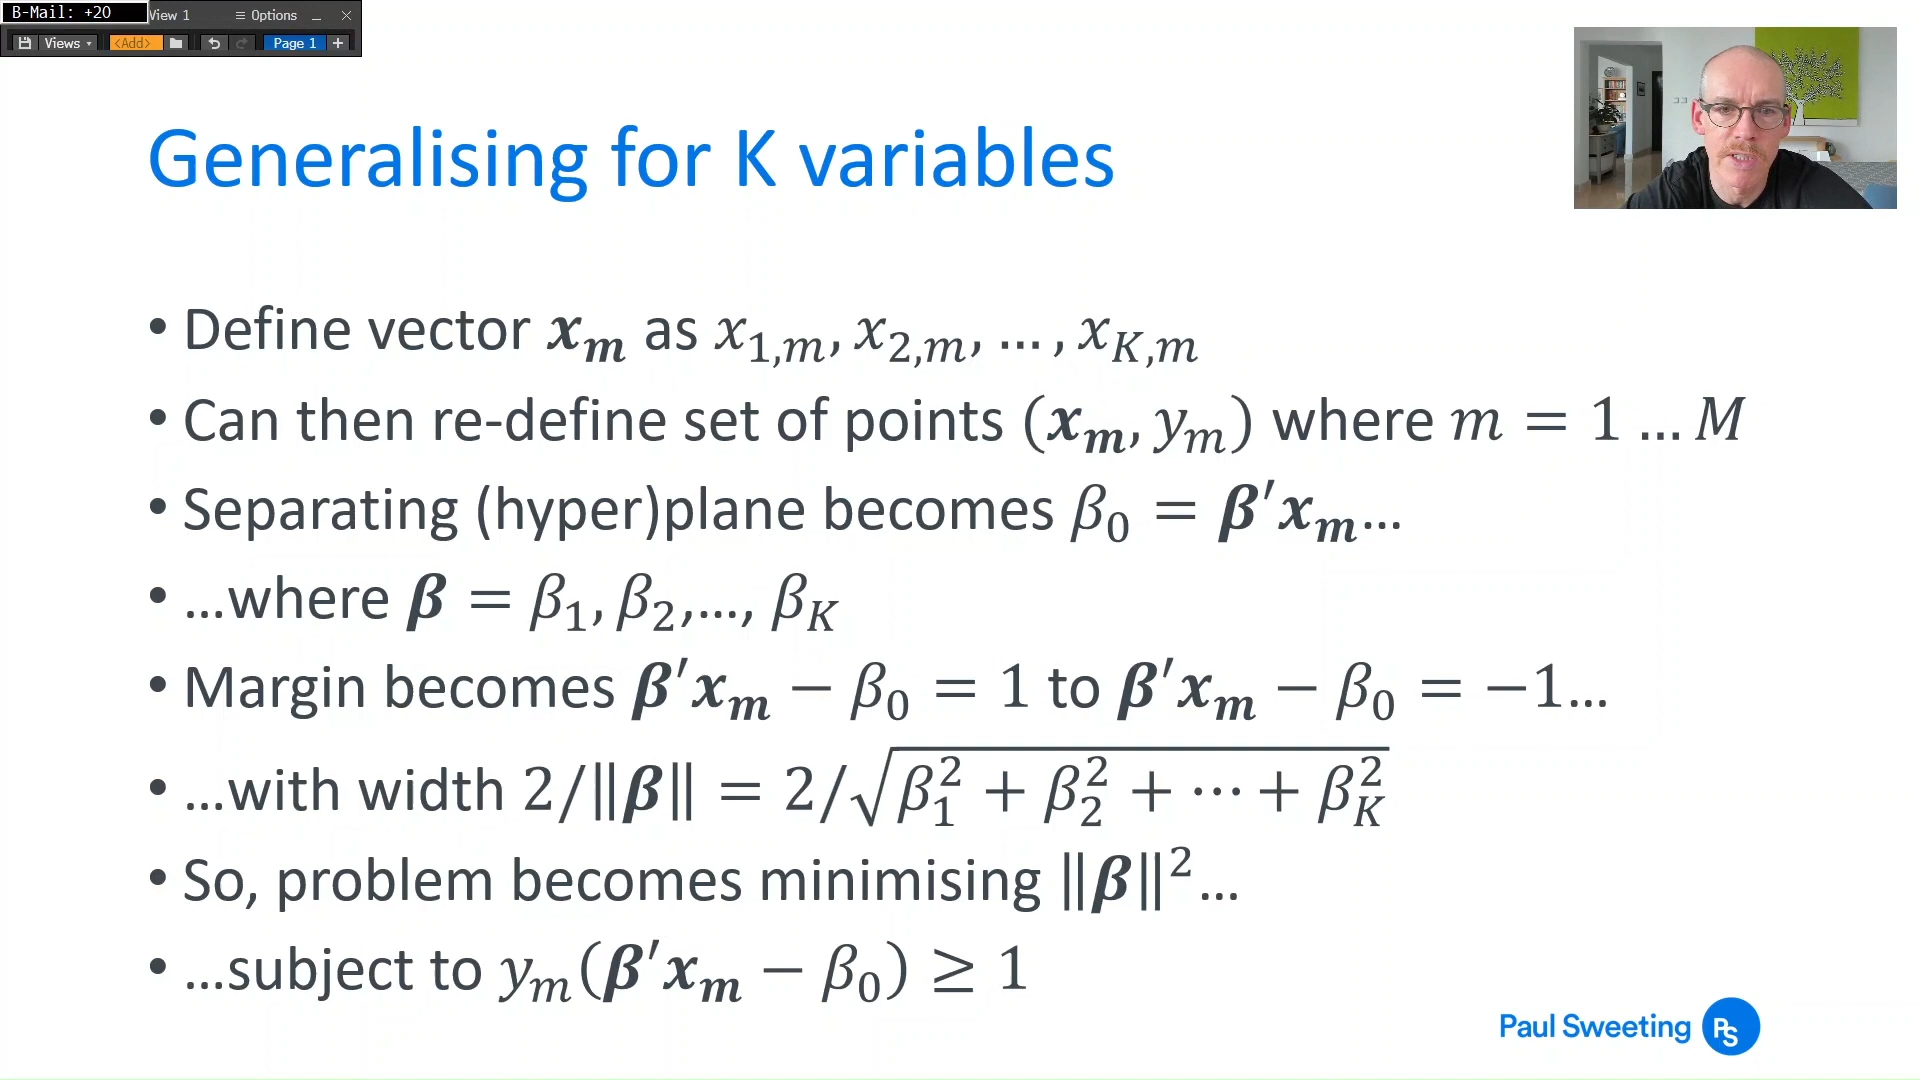 B-Mail: +20 View 1 ≡ Options
Views <Add> Page 1 +
Generalising for K variables
• Define vector 𝒙ₘ as x₁,ₘ, x₂,ₘ, … , x_K,ₘ
• Can then re-define set of points (𝒙ₘ, yₘ) where m = 1 … M
• Separating (hyper)plane becomes β₀ = 𝜷′𝒙ₘ…
• …where 𝜷 = β₁, β₂,…, β_K
• Margin becomes 𝜷′𝒙ₘ − β₀ = 1 to 𝜷′𝒙ₘ − β₀ = −1…
• …with width 2/‖𝜷‖ = 2/√(β₁² + β₂² + ⋯ + β_K²)
• So, problem becomes minimising ‖𝜷‖²…
• …subject to yₘ(𝜷′𝒙ₘ − β₀) ≥ 1
Paul Sweeting PS